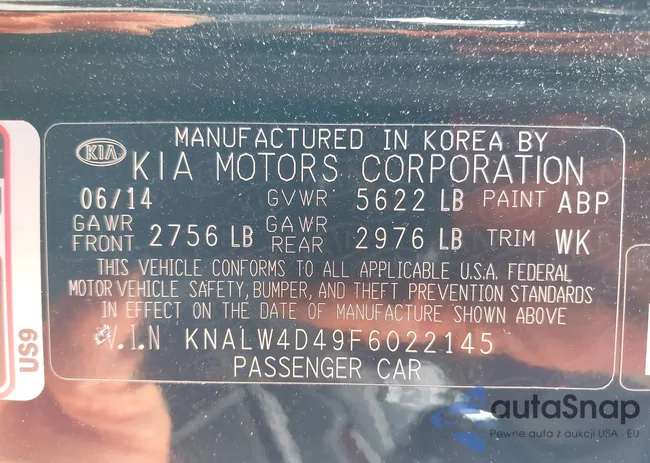 MANUFACTURED IN KOREA BY
KIA KIA MOTORS CORPORATION
06/14 GVWR 5622 LB PAINT ABP
GAWR FRONT 2756 LB GAWR REAR 2976 LB TRIM WK
THIS VEHICLE CONFORMS TO ALL APPLICABLE U.S.A. FEDERAL
MOTOR VEHICLE SAFETY, BUMPER, AND THEFT PREVENTION STANDARDS
IN EFFECT ON THE DATE OF MANUFACTURE SHOWN ABOVE
V.I.N KNALW4D49F6022145
PASSENGER CAR
US9
autaSnap
Pewne auta z aukcji USA i EU